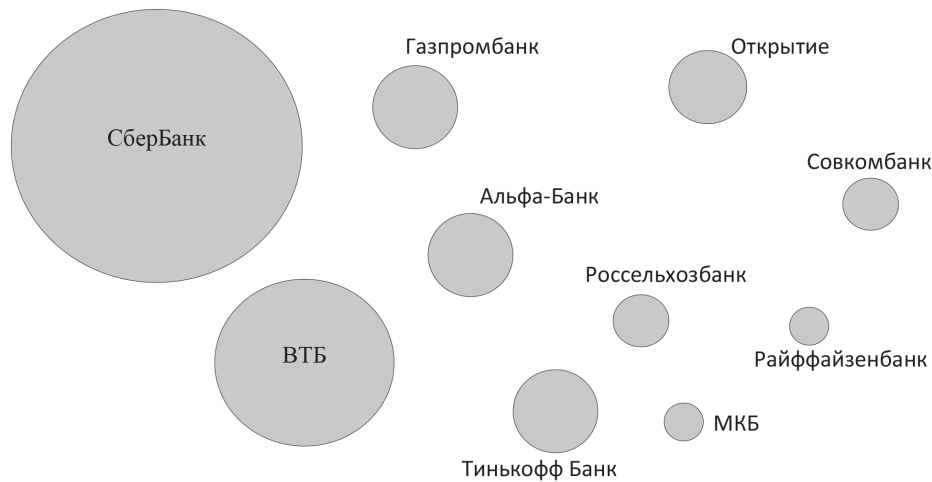 Газпромбанк
Открытие
СберБанк
Совкомбанк
Альфа-Банк
Россельхозбанк
ВТБ
Райффайзенбанк
МКБ
Тинькофф Банк